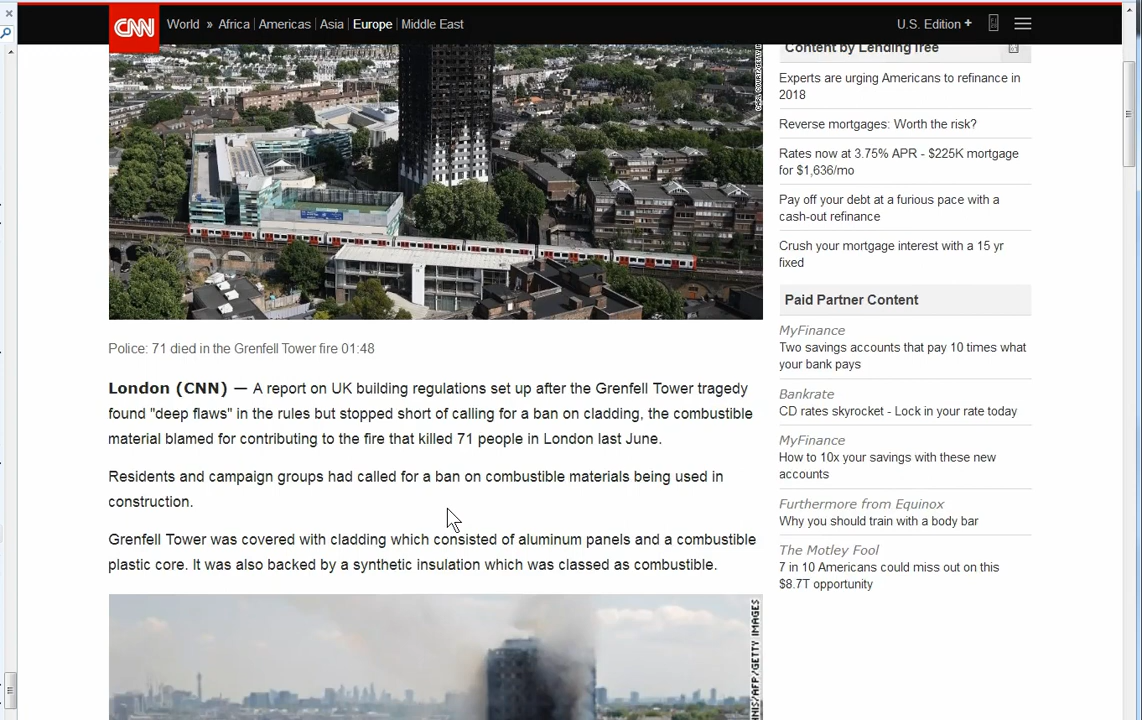 CNN World » Africa Americas Asia Europe Middle East U.S. Edition +
Content by LendingTree
Experts are urging Americans to refinance in
2018
Reverse mortgages: Worth the risk?
Rates now at 3.75% APR - $225K mortgage
for $1,636/mo
Pay off your debt at a furious pace with a
cash-out refinance
Crush your mortgage interest with a 15 yr
fixed
Paid Partner Content
MyFinance
Two savings accounts that pay 10 times what
your bank pays
Bankrate
CD rates skyrocket - Lock in your rate today
MyFinance
How to 10x your savings with these new
accounts
Furthermore from Equinox
Why you should train with a body bar
The Motley Fool
7 in 10 Americans could miss out on this
$8.7T opportunity
Police: 71 died in the Grenfell Tower fire 01:48
London (CNN) — A report on UK building regulations set up after the Grenfell Tower tragedy
found "deep flaws" in the rules but stopped short of calling for a ban on cladding, the combustible
material blamed for contributing to the fire that killed 71 people in London last June.
Residents and campaign groups had called for a ban on combustible materials being used in
construction.
Grenfell Tower was covered with cladding which consisted of aluminum panels and a combustible
plastic core. It was also backed by a synthetic insulation which was classed as combustible.
/AFP/GETTY IMAGES